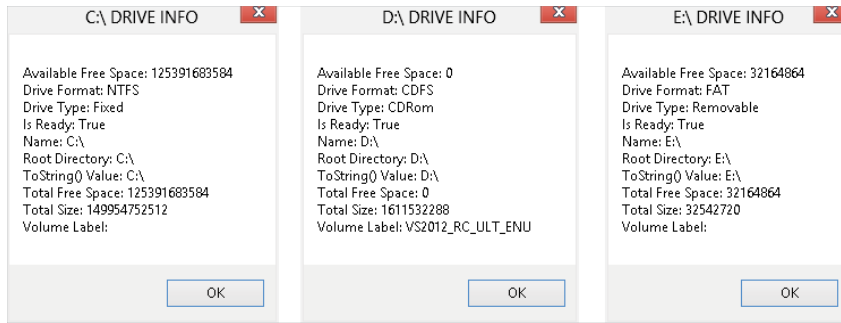 C:\ DRIVE INFO
Available Free Space: 125391683584
Drive Format: NTFS
Drive Type: Fixed
Is Ready: True
Name: C:\
Root Directory: C:\
ToString() Value: C:\
Total Free Space: 125391683584
Total Size: 149954752512
Volume Label:
OK
D:\ DRIVE INFO
Available Free Space: 0
Drive Format: CDFS
Drive Type: CDRom
Is Ready: True
Name: D:\
Root Directory: D:\
ToString() Value: D:\
Total Free Space: 0
Total Size: 1611532288
Volume Label: VS2012_RC_ULT_ENU
OK
E:\ DRIVE INFO
Available Free Space: 32164864
Drive Format: FAT
Drive Type: Removable
Is Ready: True
Name: E:\
Root Directory: E:\
ToString() Value: E:\
Total Free Space: 32164864
Total Size: 32542720
Volume Label:
OK